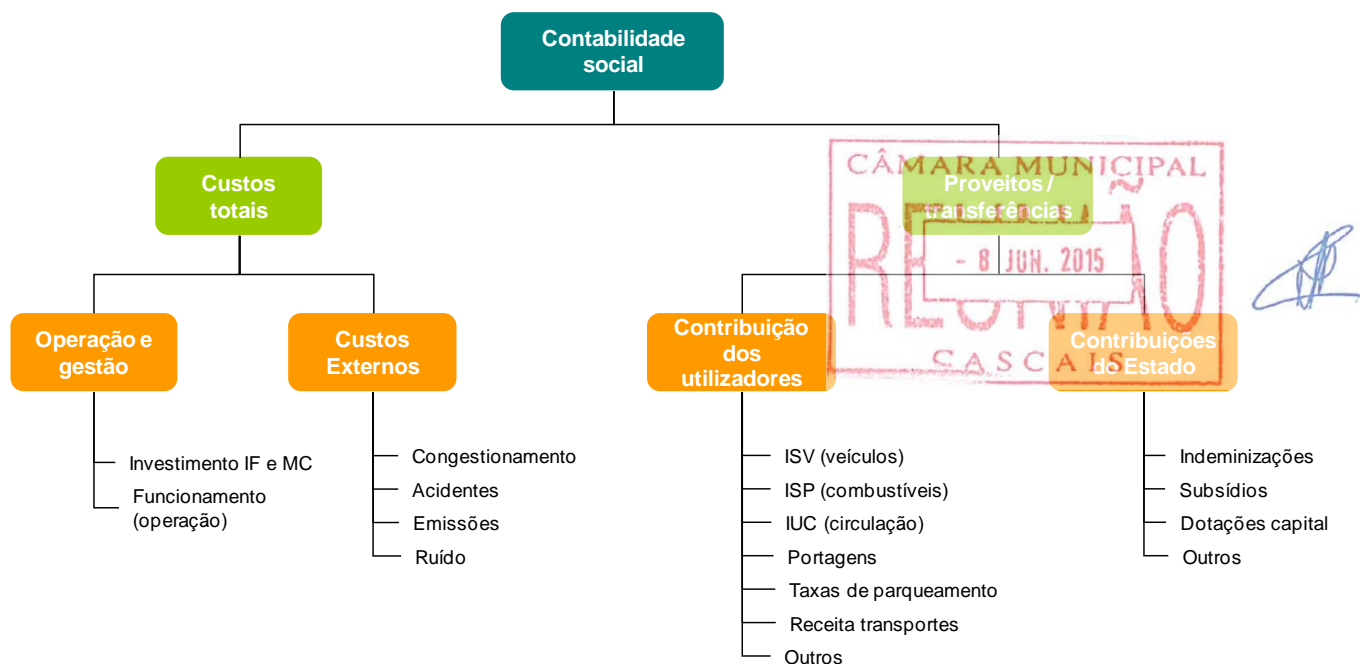 Contabilidade
social
Custos
totais
Proveitos /
transferências
CÂMARA MUNICIPAL
REUNIÃO
- 8 JUN. 2015
CASCAIS
Operação e
gestão
Custos
Externos
Contribuição
dos
utilizadores
Contribuições
do Estado
Investimento IF e MC
Funcionamento
(operação)
Congestionamento
Acidentes
Emissões
Ruído
ISV (veículos)
ISP (combustíveis)
IUC (circulação)
Portagens
Taxas de parqueamento
Receita transportes
Outros
Indeminizações
Subsídios
Dotações capital
Outros